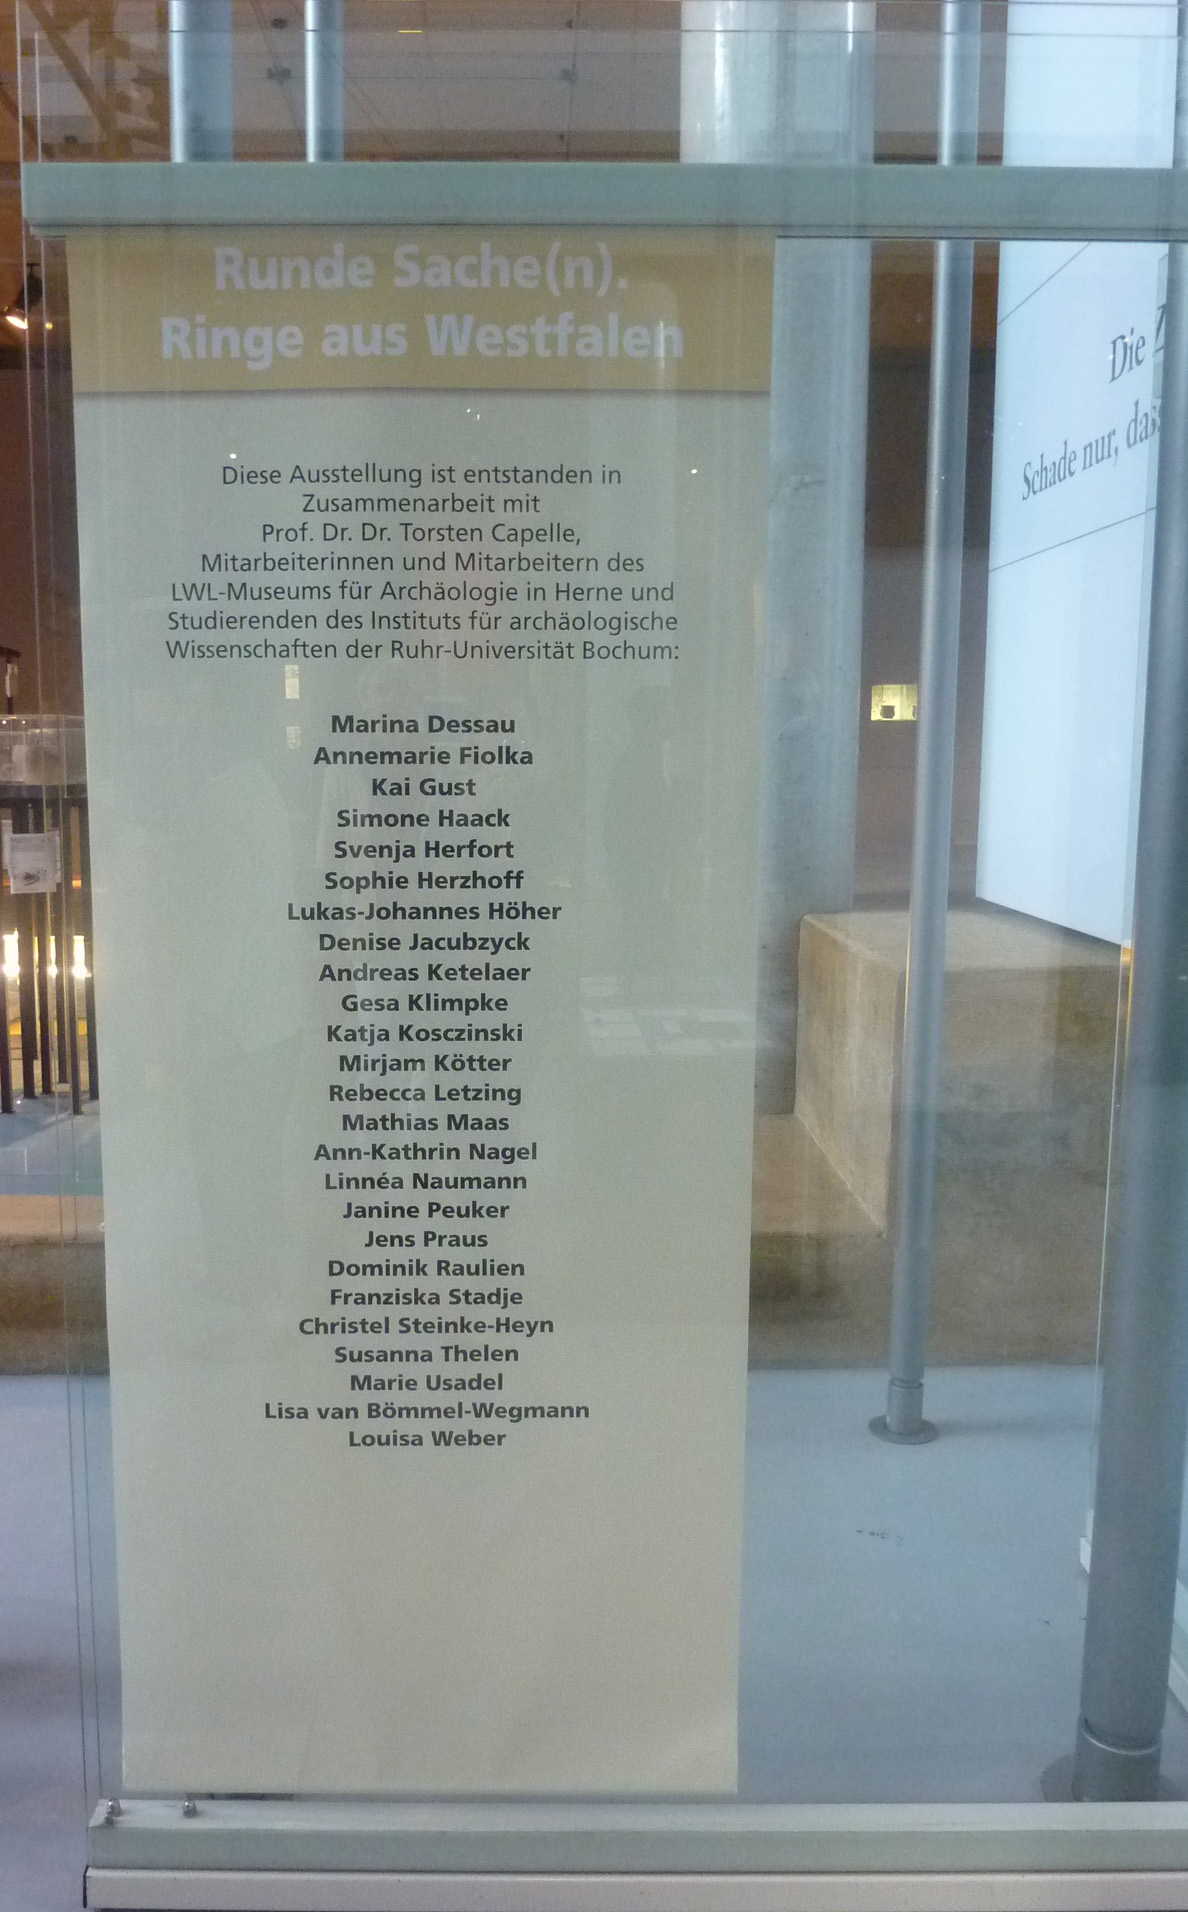 Runde Sache(n).
Ringe aus Westfalen
Diese Ausstellung ist entstanden in
Zusammenarbeit mit
Prof. Dr. Dr. Torsten Capelle,
Mitarbeiterinnen und Mitarbeitern des
LWL-Museums für Archäologie in Herne und
Studierenden des Instituts für archäologische
Wissenschaften der Ruhr-Universität Bochum:
Marina Dessau
Annemarie Fiolka
Kai Gust
Simone Haack
Svenja Herfort
Sophie Herzhoff
Lukas-Johannes Höher
Denise Jacubzyck
Andreas Ketelaer
Gesa Klimpke
Katja Kosczinski
Mirjam Kötter
Rebecca Letzing
Mathias Maas
Ann-Kathrin Nagel
Linnéa Naumann
Janine Peuker
Jens Praus
Dominik Raulien
Franziska Stadje
Christel Steinke-Heyn
Susanna Thelen
Marie Usadel
Lisa van Bömmel-Wegmann
Louisa Weber
Die
Schade nur, dass